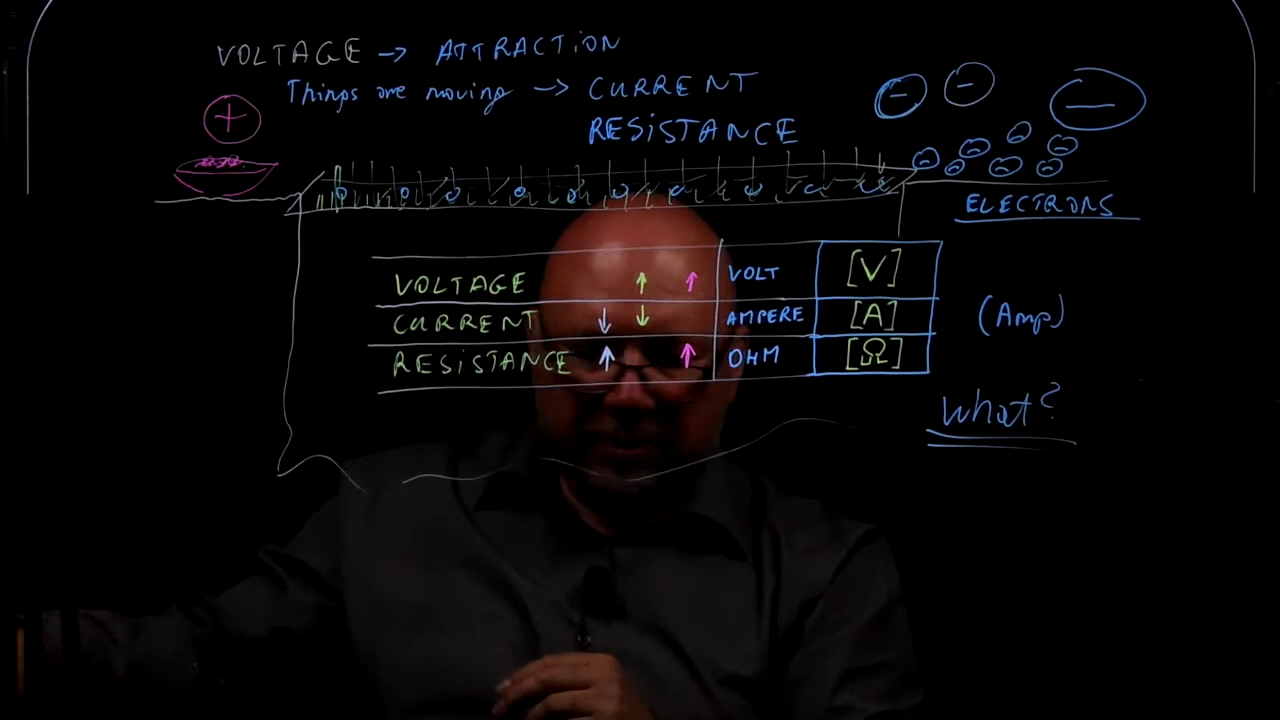 VOLTAGE → ATTRACTION
Things are moving → CURRENT
RESISTANCE
+
− − −
− − − − − − −
ELECTRONS
VOLTAGE ↑ ↑ VOLT [V]
CURRENT ↓ ↓ AMPERE [A] (Amp)
RESISTANCE ↑ ↑ OHM [Ω]
What?